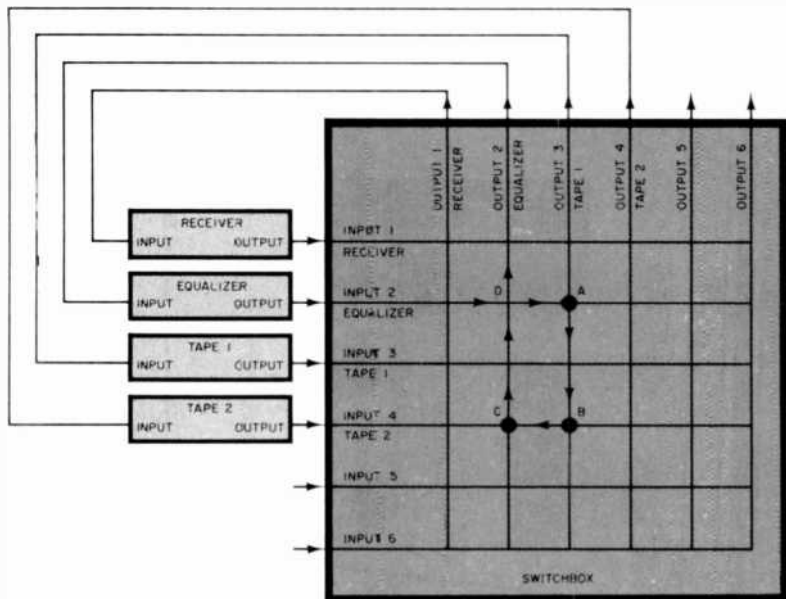 OUTPUT 1
RECEIVER
OUTPUT 2
EQUALIZER
OUTPUT 3
TAPE 1
OUTPUT 4
TAPE 2
OUTPUT 5
OUTPUT 6
RECEIVER
INPUT OUTPUT
INPUT 1
RECEIVER
EQUALIZER
INPUT OUTPUT
INPUT 2
EQUALIZER
D
A
TAPE 1
INPUT OUTPUT
INPUT 3
TAPE 1
TAPE 2
INPUT OUTPUT
INPUT 4
TAPE 2
C
B
INPUT 5
INPUT 6
SWITCHBOX